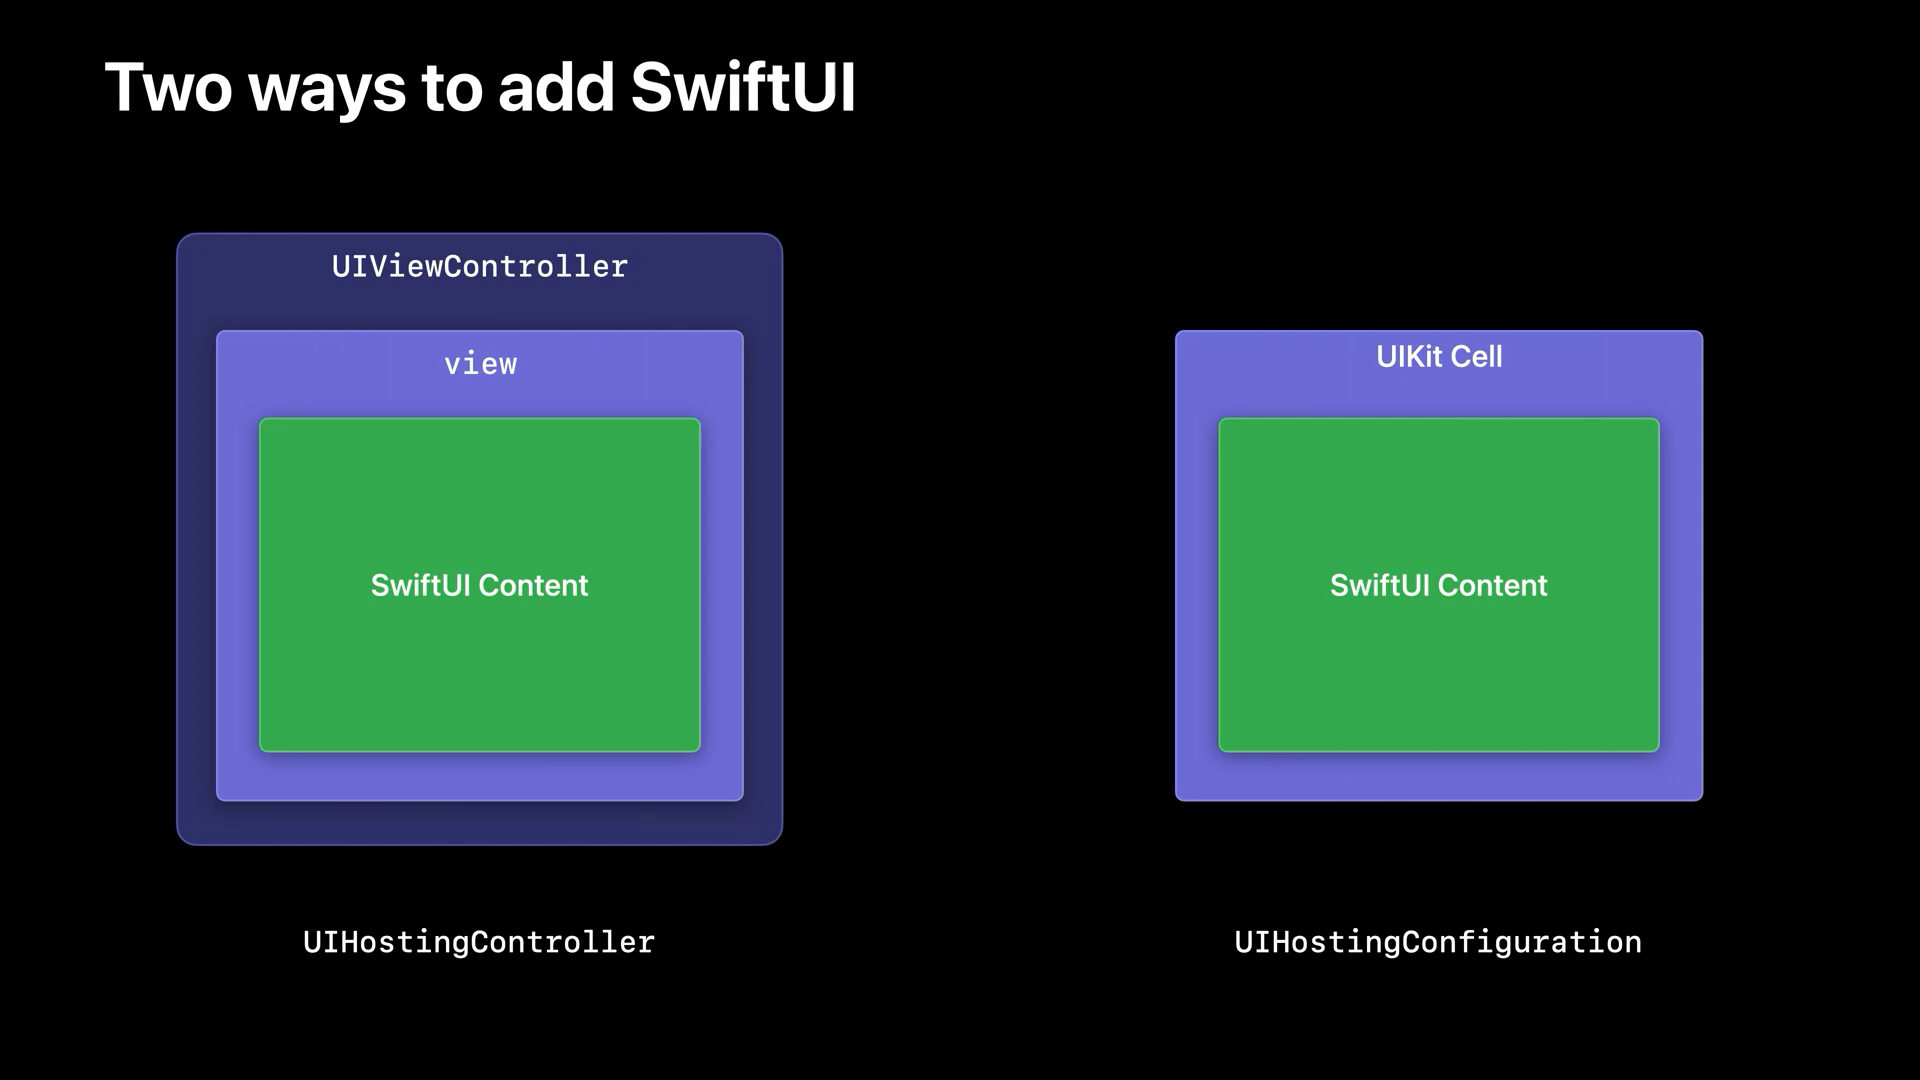 Two ways to add SwiftUI
UIViewController
view
SwiftUI Content
UIHostingController
UIKit Cell
SwiftUI Content
UIHostingConfiguration